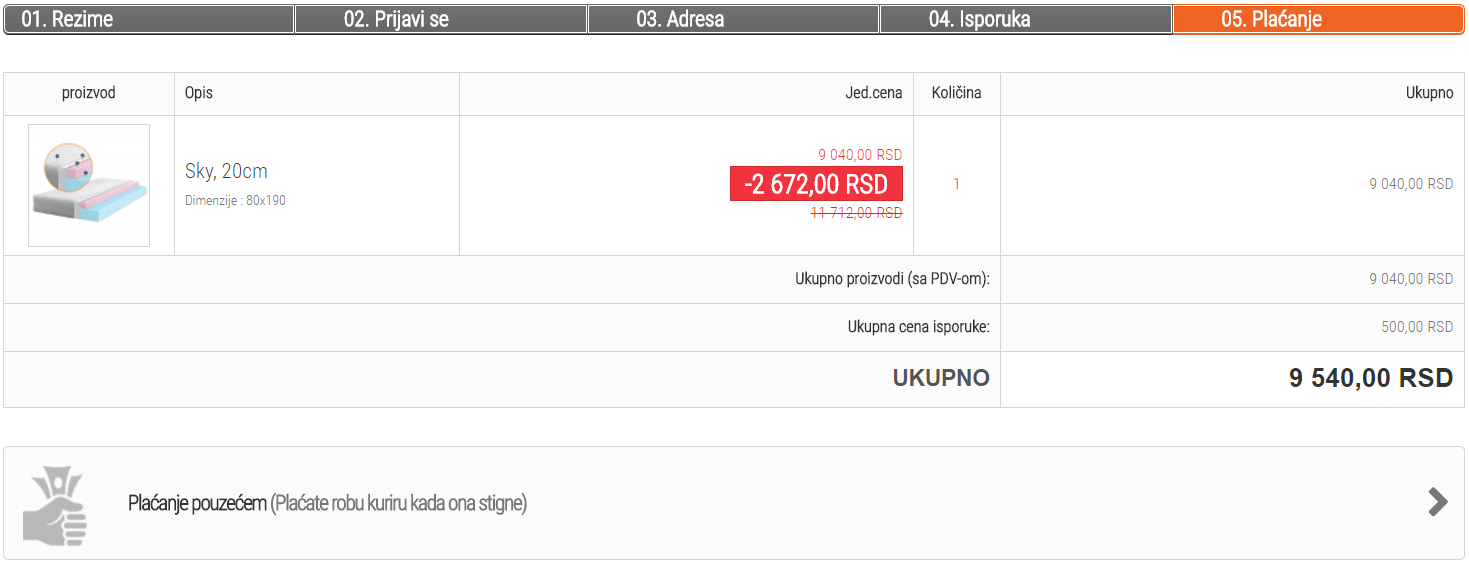 01. Rezime
02. Prijavi se
03. Adresa
04. Isporuka
05. Plaćanje
proizvod
Opis
Jed.cena
Količina
Ukupno
Sky, 20cm
Dimenzije : 80x190
9 040,00 RSD
-2 672,00 RSD
11 712,00 RSD
1
9 040,00 RSD
Ukupno proizvodi (sa PDV-om):
9 040,00 RSD
Ukupna cena isporuke:
500,00 RSD
UKUPNO
9 540,00 RSD
Plaćanje pouzećem (Plaćate robu kuriru kada ona stigne)